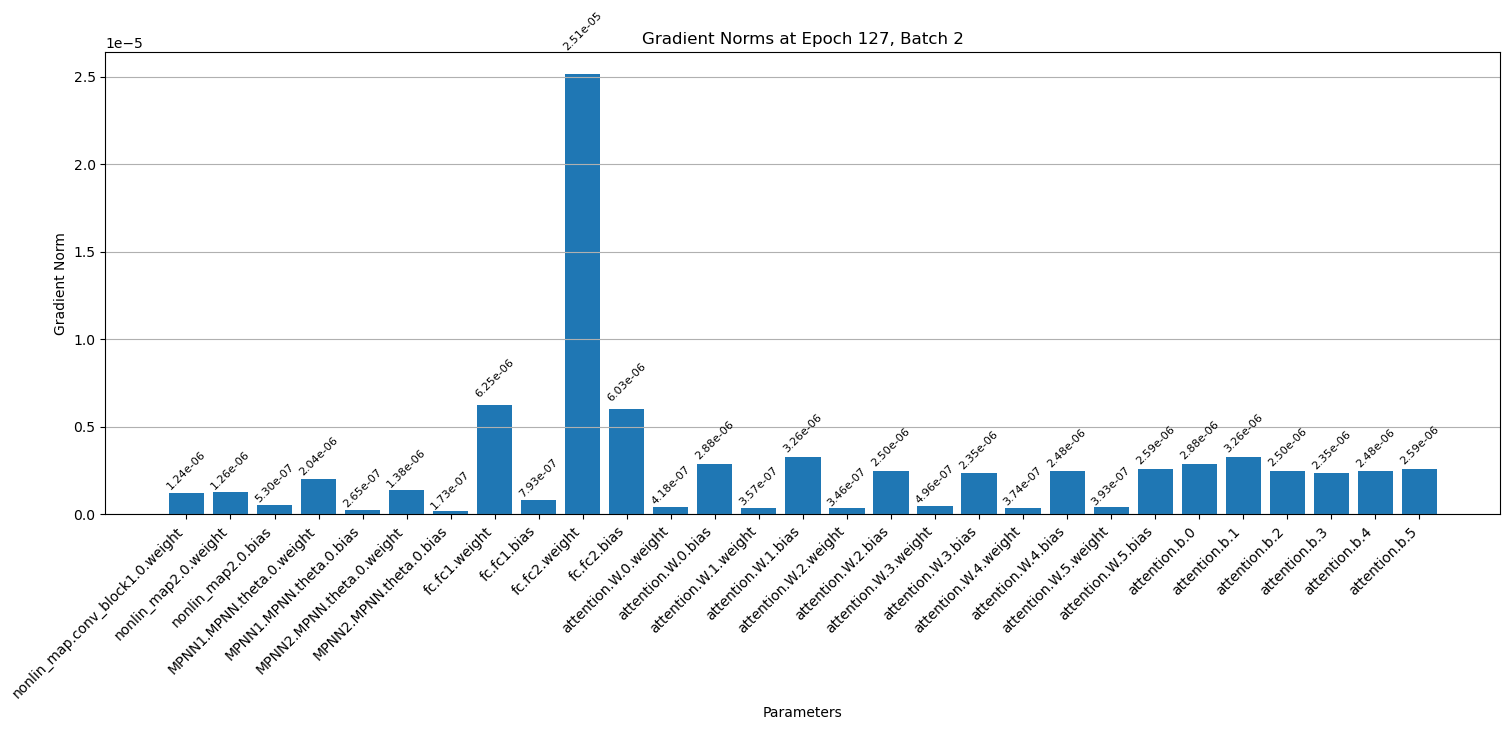 Gradient Norms at Epoch 127, Batch 2
1e−5
2.5
2.0
1.5
1.0
0.5
0.0
Gradient Norm
1.24e-06
1.26e-06
5.30e-07
2.04e-06
2.65e-07
1.38e-06
1.73e-07
6.25e-06
7.93e-07
2.51e-05
6.03e-06
4.18e-07
2.88e-06
3.57e-07
3.26e-06
3.46e-07
2.50e-06
4.96e-07
2.35e-06
3.74e-07
2.48e-06
3.93e-07
2.59e-06
2.88e-06
3.26e-06
2.50e-06
2.35e-06
2.48e-06
2.59e-06
nonlin_map.conv_block1.0.weight
nonlin_map2.0.weight
nonlin_map2.0.bias
MPNN1.MPNN.theta.0.weight
MPNN1.MPNN.theta.0.bias
MPNN2.MPNN.theta.0.weight
MPNN2.MPNN.theta.0.bias
fc.fc1.weight
fc.fc1.bias
fc.fc2.weight
fc.fc2.bias
attention.W.0.weight
attention.W.0.bias
attention.W.1.weight
attention.W.1.bias
attention.W.2.weight
attention.W.2.bias
attention.W.3.weight
attention.W.3.bias
attention.W.4.weight
attention.W.4.bias
attention.W.5.weight
attention.W.5.bias
attention.b.0
attention.b.1
attention.b.2
attention.b.3
attention.b.4
attention.b.5
Parameters